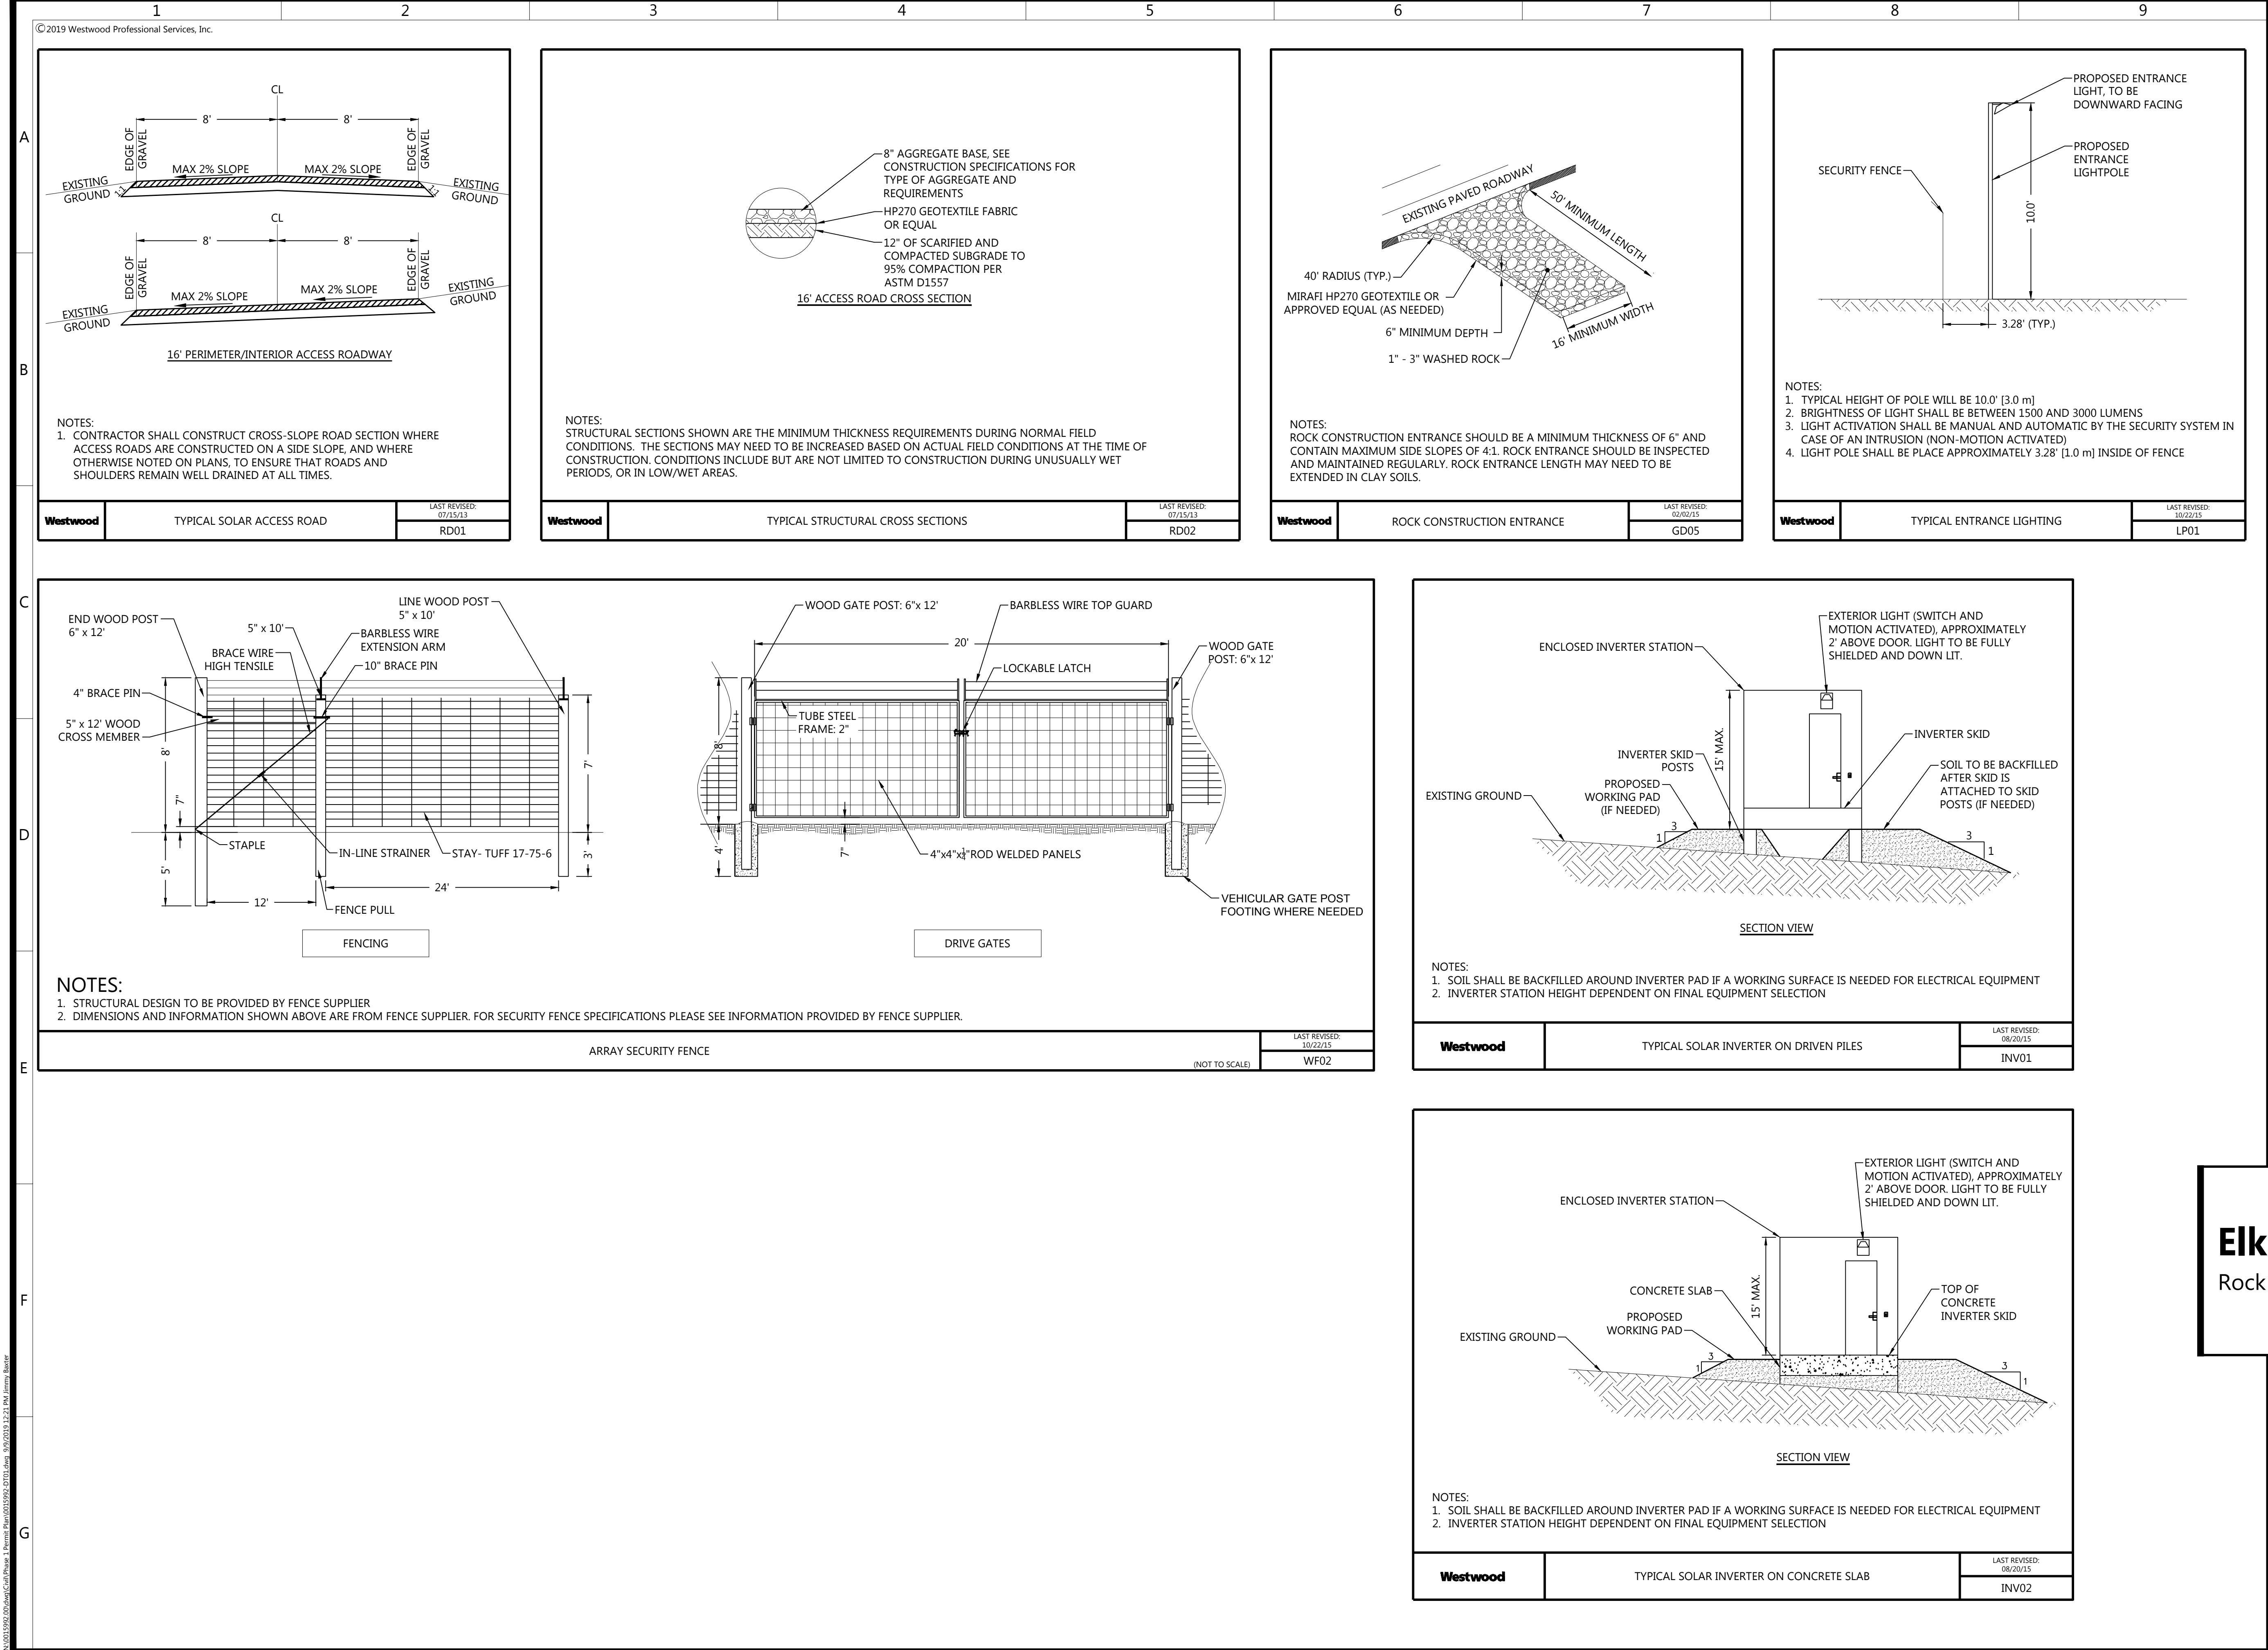 1 2 3 4 5 6 7 8 9
©2019 Westwood Professional Services, Inc.
A
B
C
D
E
F
G
CL
8' 8'
EDGE OF
GRAVEL
EDGE OF
GRAVEL
MAX 2% SLOPE MAX 2% SLOPE
EXISTING
GROUND
1:1
1:1
EXISTING
GROUND
CL
8' 8'
EDGE OF
GRAVEL
EDGE OF
GRAVEL
MAX 2% SLOPE MAX 2% SLOPE
EXISTING
GROUND
EXISTING
GROUND
16' PERIMETER/INTERIOR ACCESS ROADWAY
NOTES:
1. CONTRACTOR SHALL CONSTRUCT CROSS-SLOPE ROAD SECTION WHERE
ACCESS ROADS ARE CONSTRUCTED ON A SIDE SLOPE, AND WHERE
OTHERWISE NOTED ON PLANS, TO ENSURE THAT ROADS AND
SHOULDERS REMAIN WELL DRAINED AT ALL TIMES.
Westwood
TYPICAL SOLAR ACCESS ROAD
LAST REVISED:
07/15/13
RD01
8" AGGREGATE BASE, SEE
CONSTRUCTION SPECIFICATIONS FOR
TYPE OF AGGREGATE AND
REQUIREMENTS
HP270 GEOTEXTILE FABRIC
OR EQUAL
12" OF SCARIFIED AND
COMPACTED SUBGRADE TO
95% COMPACTION PER
ASTM D1557
16' ACCESS ROAD CROSS SECTION
NOTES:
STRUCTURAL SECTIONS SHOWN ARE THE MINIMUM THICKNESS REQUIREMENTS DURING NORMAL FIELD
CONDITIONS. THE SECTIONS MAY NEED TO BE INCREASED BASED ON ACTUAL FIELD CONDITIONS AT THE TIME OF
CONSTRUCTION. CONDITIONS INCLUDE BUT ARE NOT LIMITED TO CONSTRUCTION DURING UNUSUALLY WET
PERIODS, OR IN LOW/WET AREAS.
Westwood
TYPICAL STRUCTURAL CROSS SECTIONS
LAST REVISED:
07/15/13
RD02
EXISTING PAVED ROADWAY
50' MINIMUM LENGTH
40' RADIUS (TYP.)
MIRAFI HP270 GEOTEXTILE OR
APPROVED EQUAL (AS NEEDED)
6" MINIMUM DEPTH
16' MINIMUM WIDTH
1" - 3" WASHED ROCK
NOTES:
ROCK CONSTRUCTION ENTRANCE SHOULD BE A MINIMUM THICKNESS OF 6" AND
CONTAIN MAXIMUM SIDE SLOPES OF 4:1. ROCK ENTRANCE SHOULD BE INSPECTED
AND MAINTAINED REGULARLY. ROCK ENTRANCE LENGTH MAY NEED TO BE
EXTENDED IN CLAY SOILS.
Westwood
ROCK CONSTRUCTION ENTRANCE
LAST REVISED:
02/02/15
GD05
PROPOSED ENTRANCE
LIGHT, TO BE
DOWNWARD FACING
PROPOSED
ENTRANCE
LIGHTPOLE
SECURITY FENCE
10.0'
3.28' (TYP.)
NOTES:
1. TYPICAL HEIGHT OF POLE WILL BE 10.0' [3.0 m]
2. BRIGHTNESS OF LIGHT SHALL BE BETWEEN 1500 AND 3000 LUMENS
3. LIGHT ACTIVATION SHALL BE MANUAL AND AUTOMATIC BY THE SECURITY SYSTEM IN
CASE OF AN INTRUSION (NON-MOTION ACTIVATED)
4. LIGHT POLE SHALL BE PLACE APPROXIMATELY 3.28' [1.0 m] INSIDE OF FENCE
Westwood
TYPICAL ENTRANCE LIGHTING
LAST REVISED:
10/22/15
LP01
END WOOD POST
6" x 12'
LINE WOOD POST
5" x 10'
5" x 10'
BARBLESS WIRE
EXTENSION ARM
BRACE WIRE
HIGH TENSILE
10" BRACE PIN
4" BRACE PIN
5" x 12' WOOD
CROSS MEMBER
8'
7"
7'
STAPLE
IN-LINE STRAINER
STAY- TUFF 17-75-6
5'
3'
24'
12'
FENCE PULL
FENCING
WOOD GATE POST: 6"x 12'
BARBLESS WIRE TOP GUARD
20'
WOOD GATE
POST: 6"x 12'
LOCKABLE LATCH
TUBE STEEL
FRAME: 2"
8'
4'
7"
4"x4"x ROD WELDED PANELS
VEHICULAR GATE POST
FOOTING WHERE NEEDED
DRIVE GATES
NOTES:
1. STRUCTURAL DESIGN TO BE PROVIDED BY FENCE SUPPLIER
2. DIMENSIONS AND INFORMATION SHOWN ABOVE ARE FROM FENCE SUPPLIER. FOR SECURITY FENCE SPECIFICATIONS PLEASE SEE INFORMATION PROVIDED BY FENCE SUPPLIER.
ARRAY SECURITY FENCE
(NOT TO SCALE)
LAST REVISED:
10/22/15
WF02
EXTERIOR LIGHT (SWITCH AND
MOTION ACTIVATED), APPROXIMATELY
2' ABOVE DOOR. LIGHT TO BE FULLY
SHIELDED AND DOWN LIT.
ENCLOSED INVERTER STATION
15' MAX.
INVERTER SKID
INVERTER SKID
POSTS
PROPOSED
WORKING PAD
(IF NEEDED)
SOIL TO BE BACKFILLED
AFTER SKID IS
ATTACHED TO SKID
POSTS (IF NEEDED)
EXISTING GROUND
3
1
3
1
SECTION VIEW
NOTES:
1. SOIL SHALL BE BACKFILLED AROUND INVERTER PAD IF A WORKING SURFACE IS NEEDED FOR ELECTRICAL EQUIPMENT
2. INVERTER STATION HEIGHT DEPENDENT ON FINAL EQUIPMENT SELECTION
Westwood
TYPICAL SOLAR INVERTER ON DRIVEN PILES
LAST REVISED:
08/20/15
INV01
EXTERIOR LIGHT (SWITCH AND
MOTION ACTIVATED), APPROXIMATELY
2' ABOVE DOOR. LIGHT TO BE FULLY
SHIELDED AND DOWN LIT.
ENCLOSED INVERTER STATION
15' MAX.
CONCRETE SLAB
PROPOSED
WORKING PAD
TOP OF
CONCRETE
INVERTER SKID
EXISTING GROUND
3
1
3
1
SECTION VIEW
NOTES:
1. SOIL SHALL BE BACKFILLED AROUND INVERTER PAD IF A WORKING SURFACE IS NEEDED FOR ELECTRICAL EQUIPMENT
2. INVERTER STATION HEIGHT DEPENDENT ON FINAL EQUIPMENT SELECTION
Westwood
TYPICAL SOLAR INVERTER ON CONCRETE SLAB
LAST REVISED:
08/20/15
INV02
Elk
Rock
N:\0015992.00\dwg\Civil\Phase 1 Permit Plan\0015992-DT01.dwg 9/9/2019 12:21 PM Jimmy Baxter